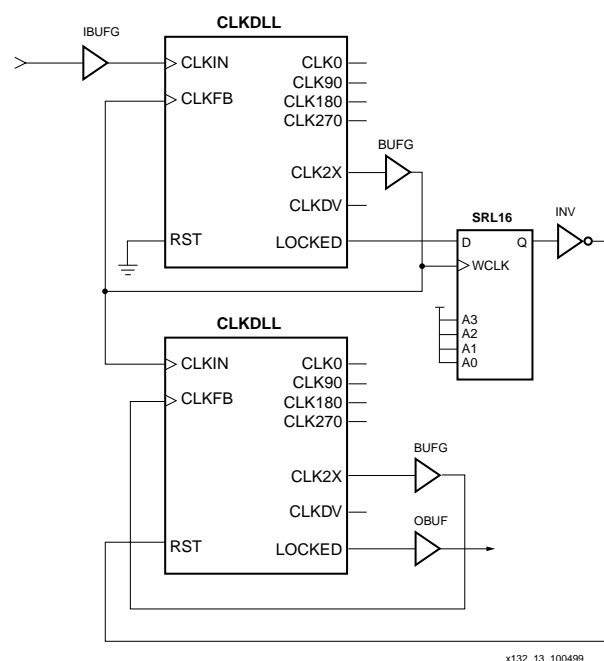 CLKDLL
IBUFG
CLKIN
CLKFB
RST
CLK0
CLK90
CLK180
CLK270
CLK2X
CLKDV
LOCKED
BUFG
SRL16
D
Q
WCLK
A3
A2
A1
A0
INV
CLKDLL
CLKIN
CLKFB
RST
CLK0
CLK90
CLK180
CLK270
CLK2X
CLKDV
LOCKED
BUFG
OBUF
x132_13_100499